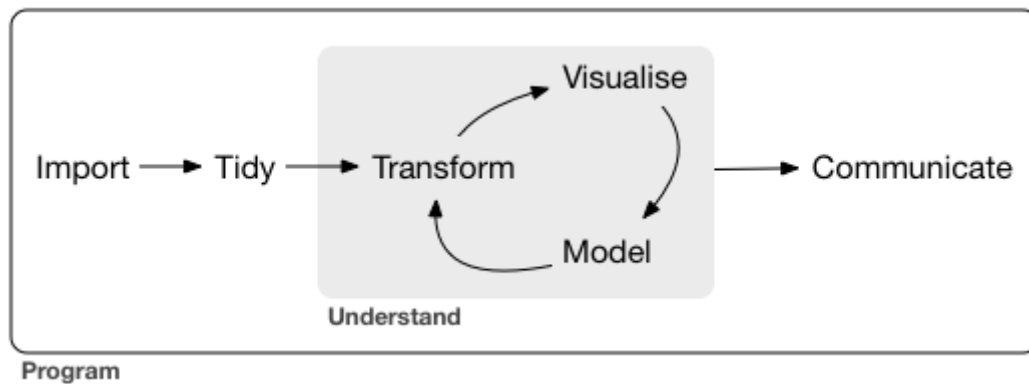 Visualise
Import
Tidy
Transform
Communicate
Model
Understand
Program